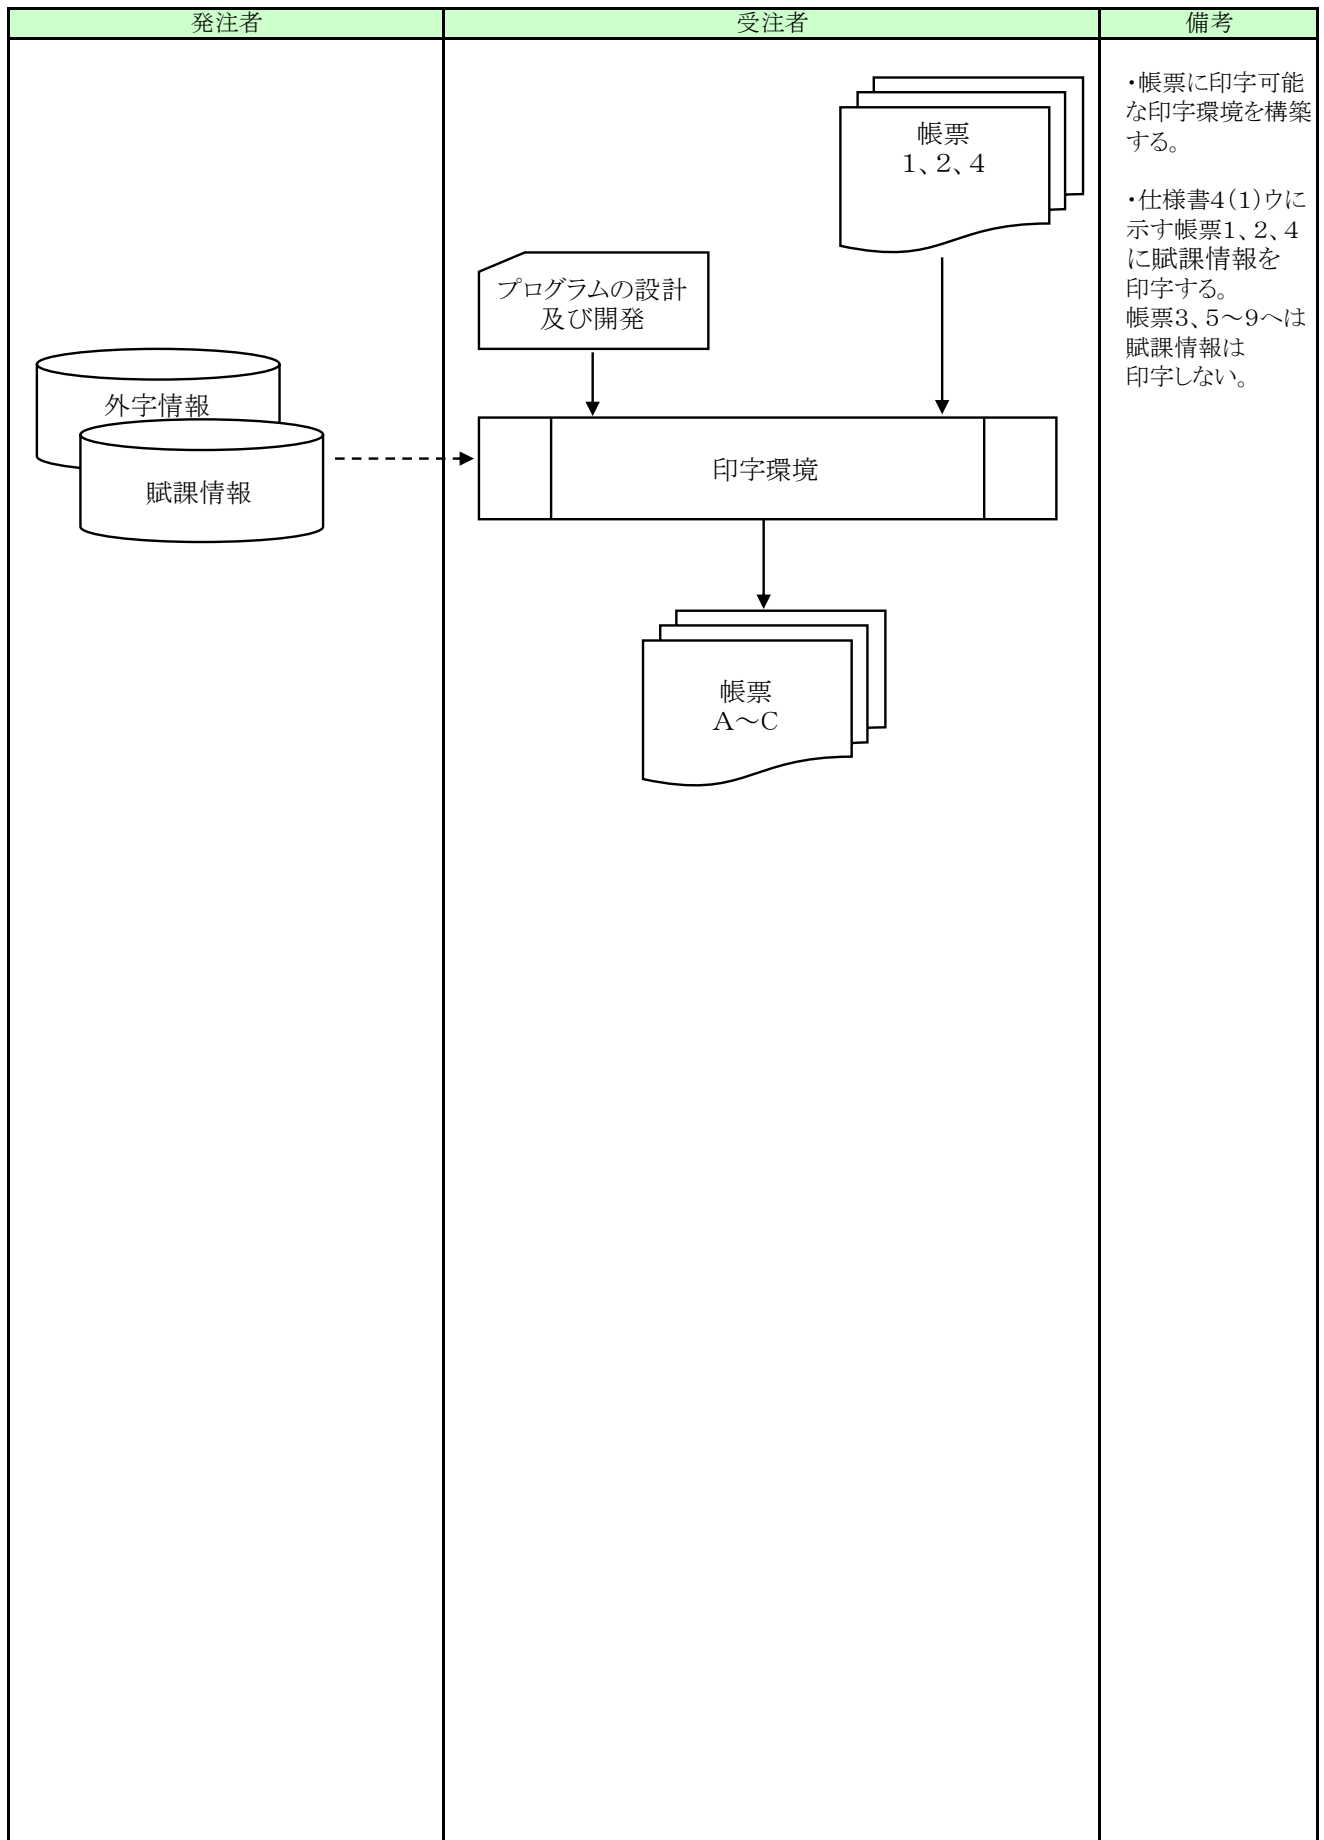 発注者
受注者
備考
外字情報
賦課情報
帳票
１、２、４
プログラムの設計
及び開発
印字環境
帳票
Ａ～Ｃ
・帳票に印字可能
な印字環境を構築
する。
・仕様書４（１）ウに
示す帳票１、２、４
に賦課情報を
印字する。
帳票３、５～９へは
賦課情報は
印字しない。